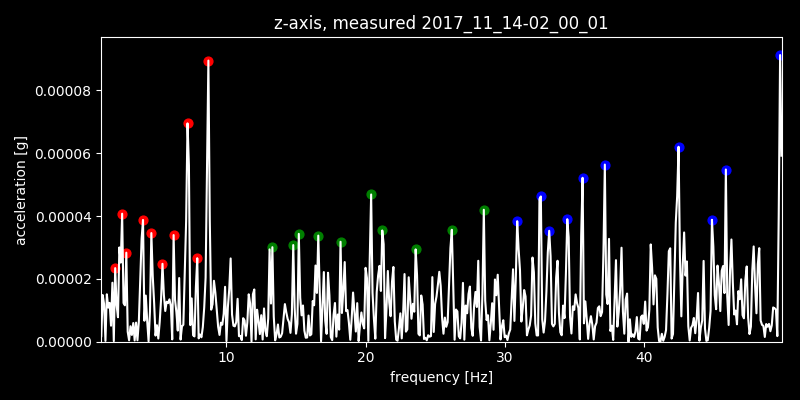 z-axis, measured 2017_11_14-02_00_01
0.00008
0.00006
0.00004
0.00002
0.00000
acceleration [g]
10 20 30 40
frequency [Hz]